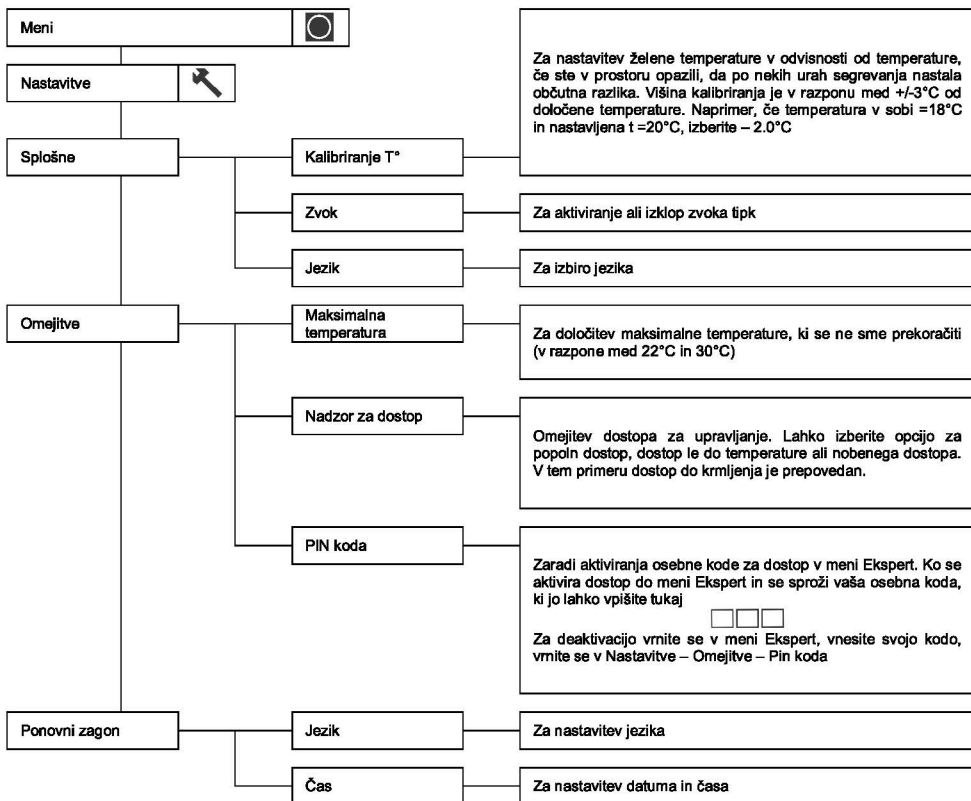 Meni
Nastavitve
Za nastavitev želene temperature v odvisnosti od temperature,
če ste v prostoru opazili, da po nekih urah segrevanja nastala
občutna razlika. Višina kalibriranja je v razponu med +/-3°C od
določene temperature. Naprimer, če temperatura v sobi =18°C
in nastavljena t =20°C, izberite – 2.0°C
Splošne
Kalibriranje T°
Zvok
Za aktiviranje ali izklop zvoka tipk
Jezik
Za izbiro jezika
Omejitve
Maksimalna
temperatura
Za določitev maksimalne temperature, ki se ne sme prekoračiti
(v razpone med 22°C in 30°C)
Nadzor za dostop
Omejitev dostopa za upravljanje. Lahko izberite opcijo za
popoln dostop, dostop le do temperature ali nobenega dostopa.
V tem primeru dostop do krmljenja je prepovedan.
PIN koda
Zaradi aktiviranja osebne kode za dostop v meni Ekspert. Ko se
aktivira dostop do meni Ekspert in se sproži vaša osebna koda,
ki jo lahko vpišite tukaj
Za deaktivacijo vrnite se v meni Ekspert, vnesite svojo kodo,
vrnite se v Nastavitve – Omejitve – Pin koda
Ponovni zagon
Jezik
Za nastavitev jezika
Čas
Za nastavitev datuma in časa